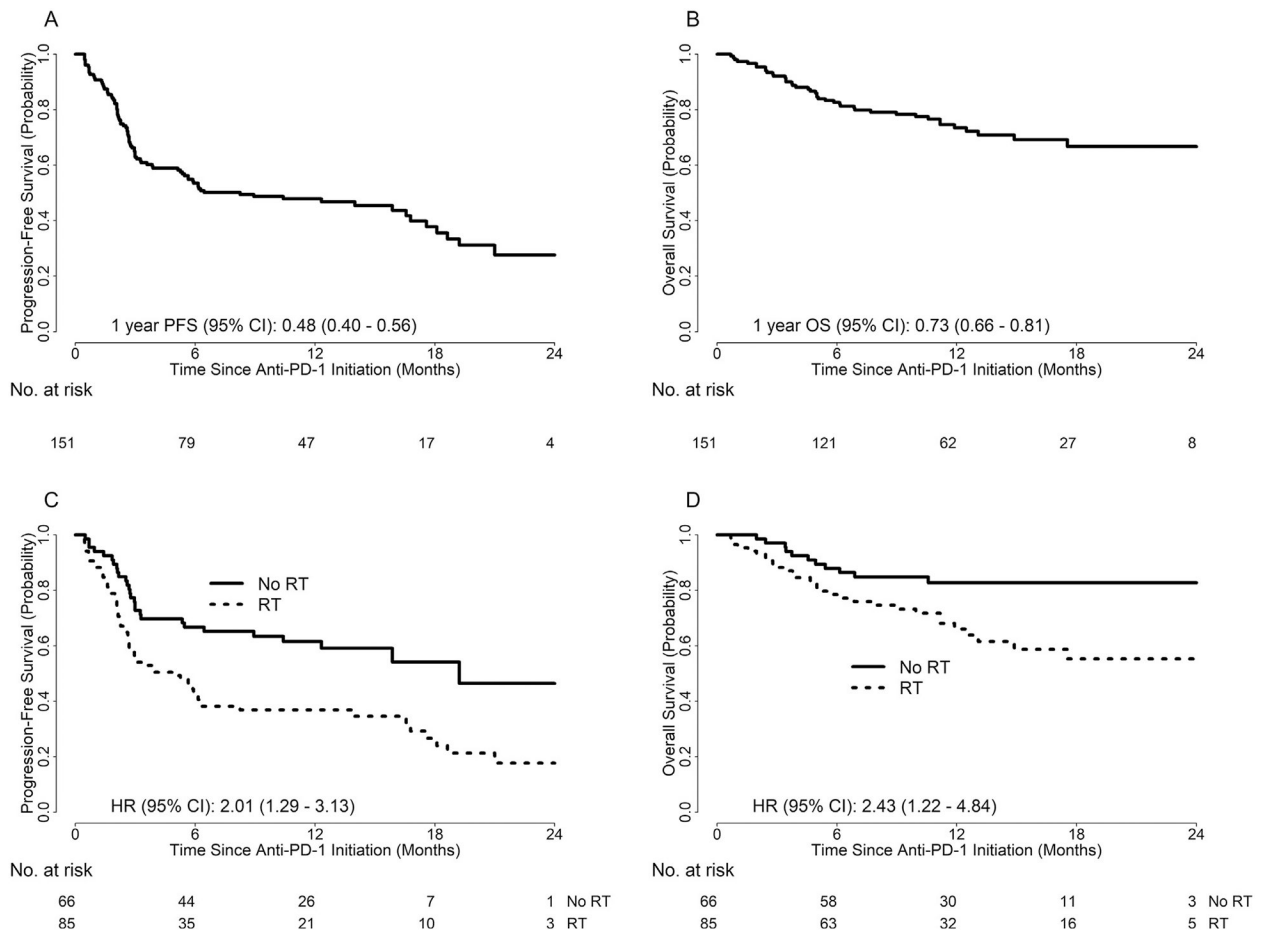 A
Progression-Free Survival (Probability)
1.0
0.8
0.6
0.4
0.2
0.0
1 year PFS (95% CI): 0.48 (0.40 - 0.56)
0 6 12 18 24
Time Since Anti-PD-1 Initiation (Months)
No. at risk
151 79 47 17 4
B
Overall Survival (Probability)
1.0
0.8
0.6
0.4
0.2
0.0
1 year OS (95% CI): 0.73 (0.66 - 0.81)
0 6 12 18 24
Time Since Anti-PD-1 Initiation (Months)
No. at risk
151 121 62 27 8
C
Progression-Free Survival (Probability)
1.0
0.8
0.6
0.4
0.2
0.0
No RT
RT
HR (95% CI): 2.01 (1.29 - 3.13)
0 6 12 18 24
Time Since Anti-PD-1 Initiation (Months)
No. at risk
66 44 26 7 1 No RT
85 35 21 10 3 RT
D
Overall Survival (Probability)
1.0
0.8
0.6
0.4
0.2
0.0
No RT
RT
HR (95% CI): 2.43 (1.22 - 4.84)
0 6 12 18 24
Time Since Anti-PD-1 Initiation (Months)
No. at risk
66 58 30 11 3 No RT
85 63 32 16 5 RT